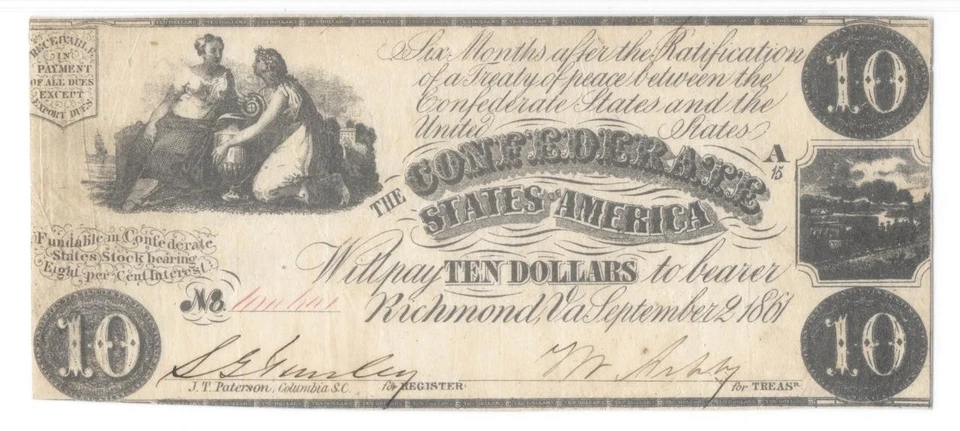 RECEIVABLE
IN
PAYMENT
OF ALL DUES
EXCEPT
EXPORT DUES
Six Months after the Ratification
of a Treaty of peace between the
Confederate States and the
United States
10
A
15
THE CONFEDERATE
STATES OF AMERICA
Fundable in Confederate
States Stock bearing
Eight per Cent Interest
Will pay TEN DOLLARS to bearer
No.
Richmond, Va September 2 1861
10
10
J.T. Paterson, Columbia S.C.
for REGISTER
for TREASR